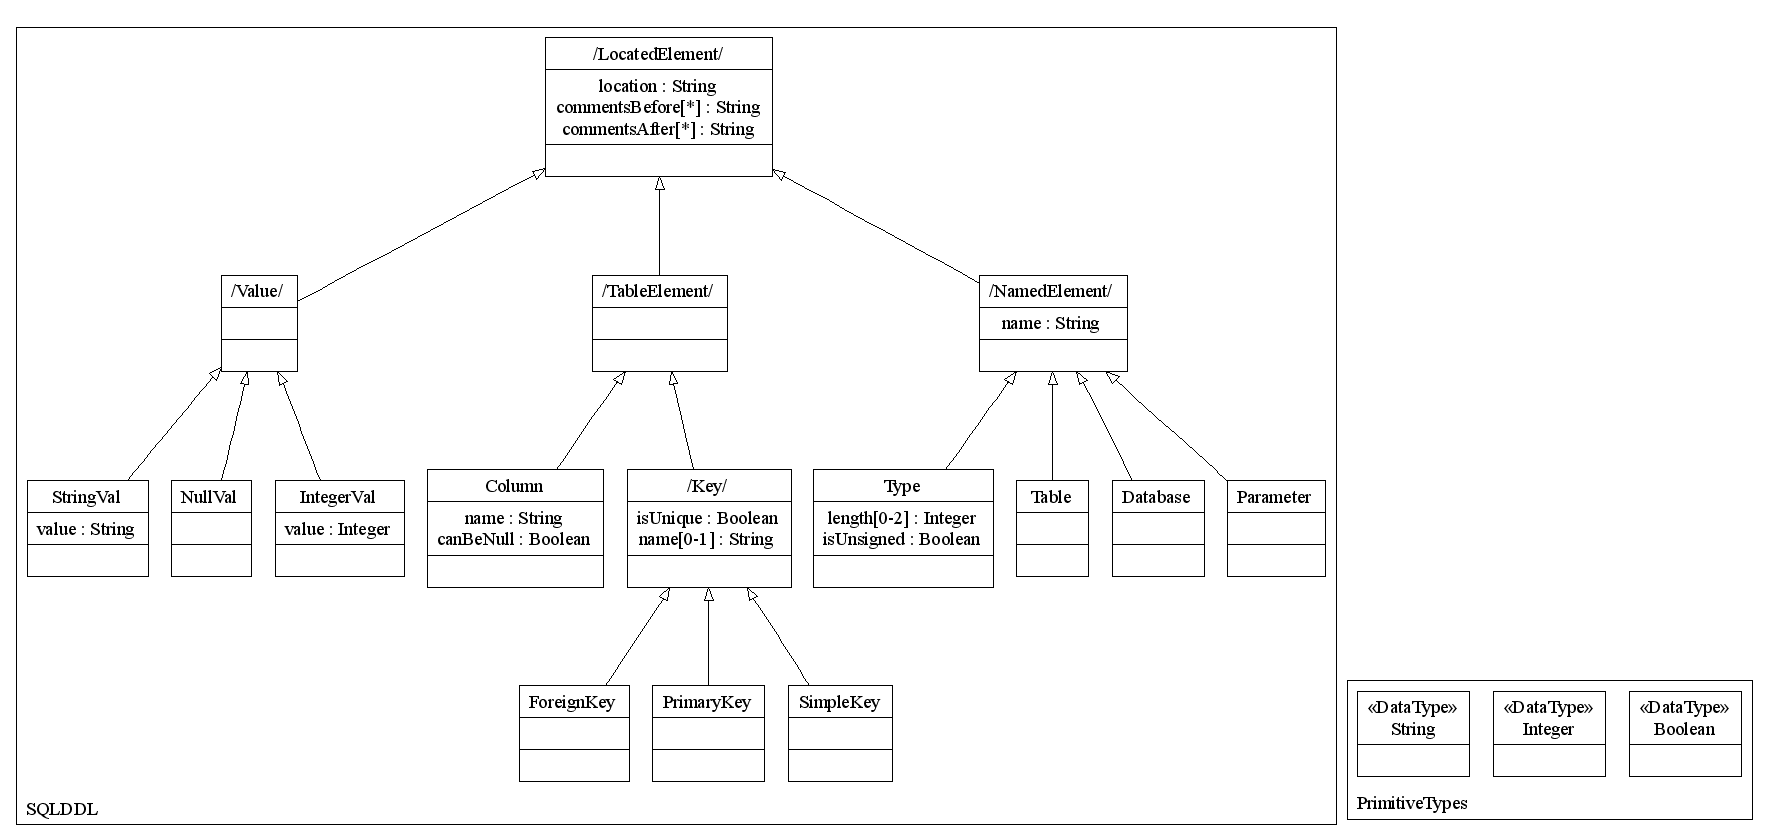 /LocatedElement/
location : String
commentsBefore[*] : String
commentsAfter[*] : String
/Value/
/TableElement/
/NamedElement/
name : String
StringVal
value : String
NullVal
IntegerVal
value : Integer
Column
name : String
canBeNull : Boolean
/Key/
isUnique : Boolean
name[0-1] : String
Type
length[0-2] : Integer
isUnsigned : Boolean
Table
Database
Parameter
ForeignKey
PrimaryKey
SimpleKey
SQLDDL
«DataType»
String
«DataType»
Integer
«DataType»
Boolean
PrimitiveTypes